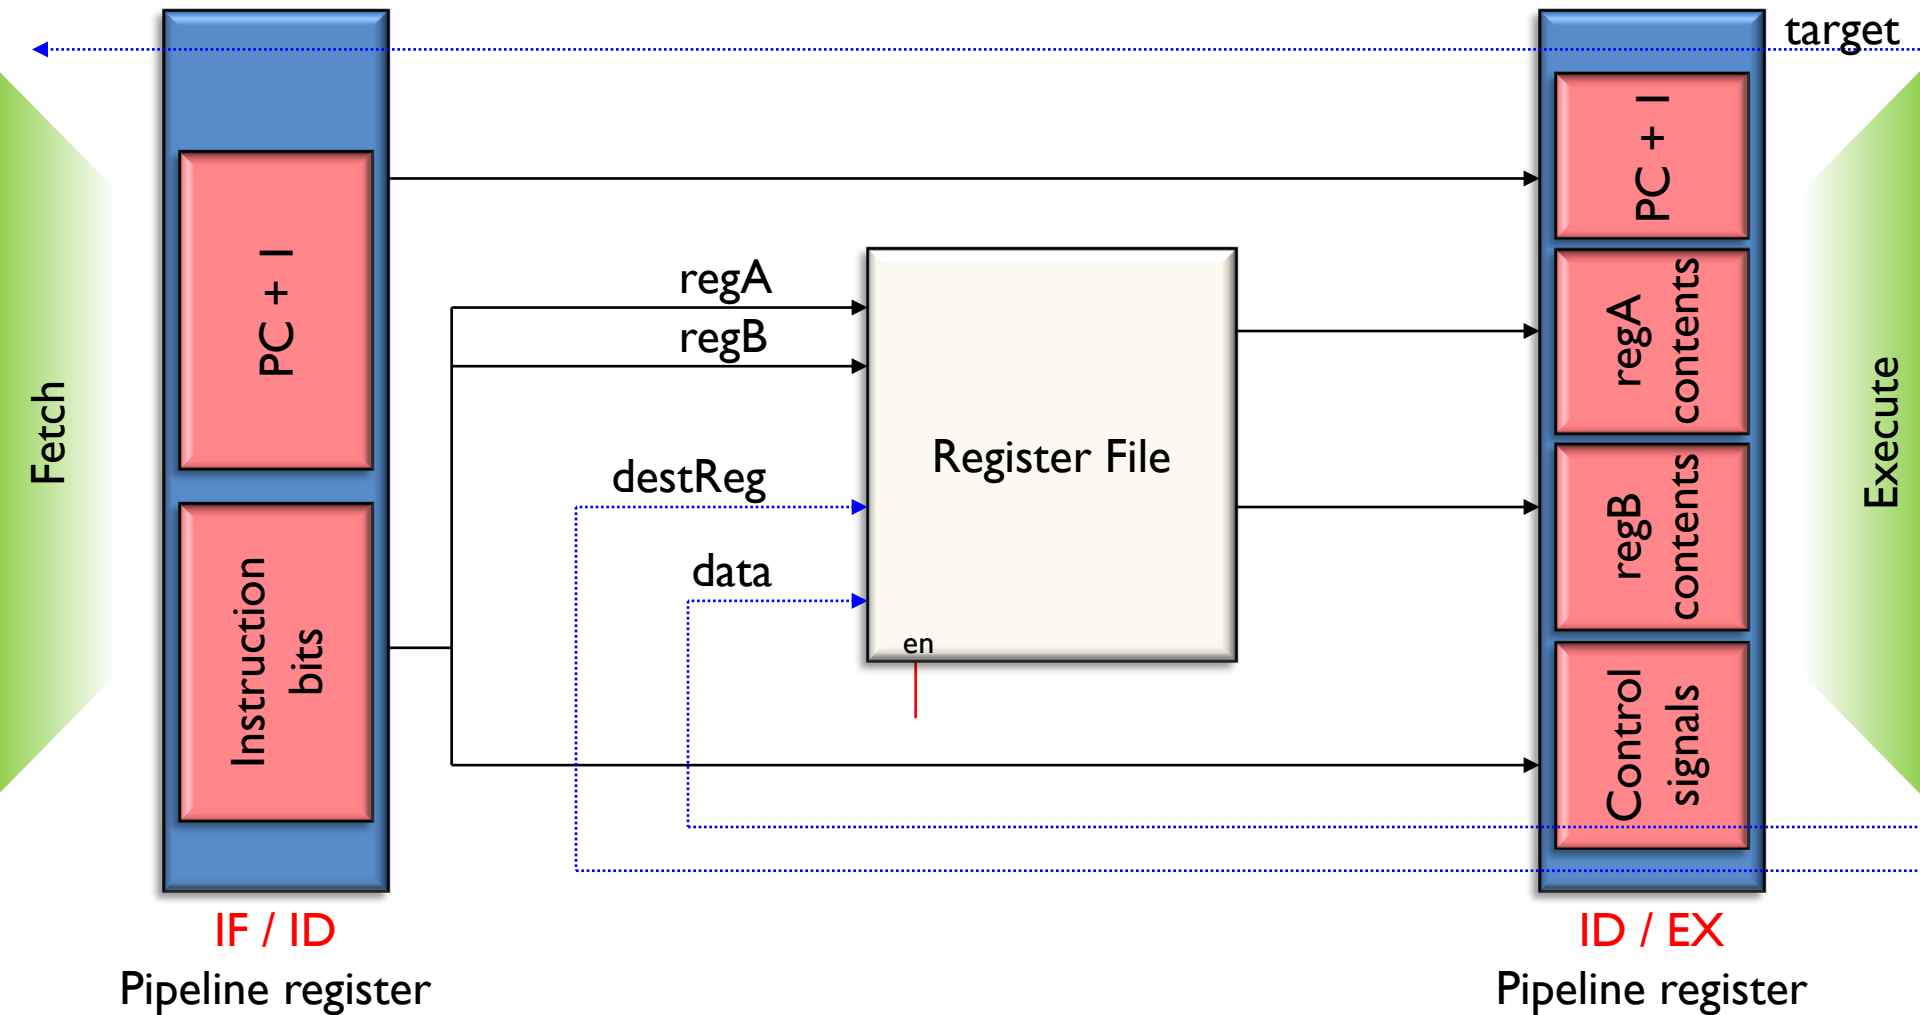 target
Fetch
PC + 1
Instruction
bits
IF / ID
Pipeline register
regA
regB
destReg
data
Register File
en
PC + 1
regA
contents
regB
contents
Control
signals
ID / EX
Pipeline register
Execute